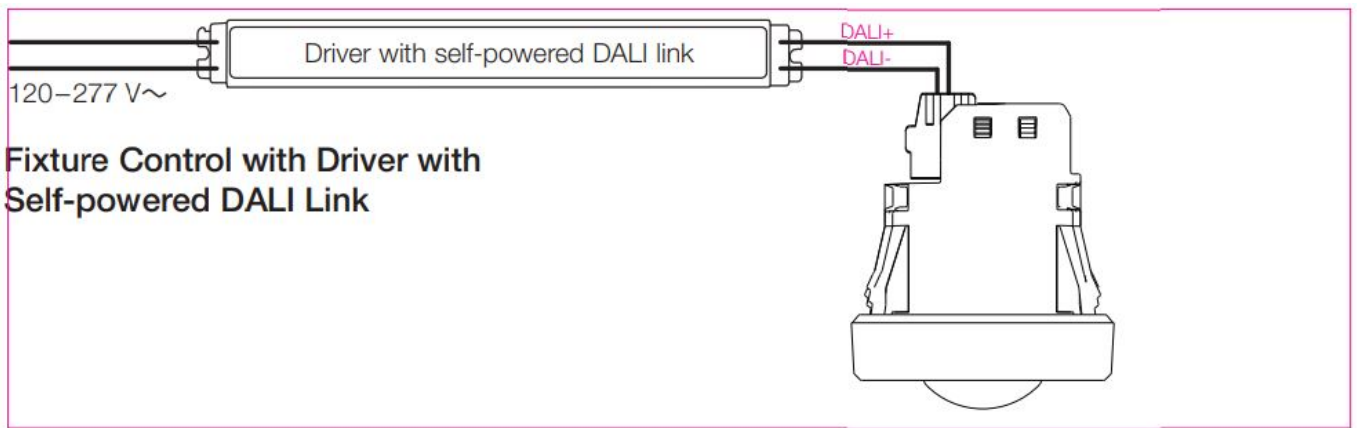 Driver with self-powered DALI link
DALI+
DALI-
120–277 V~
Fixture Control with Driver with
Self-powered DALI Link